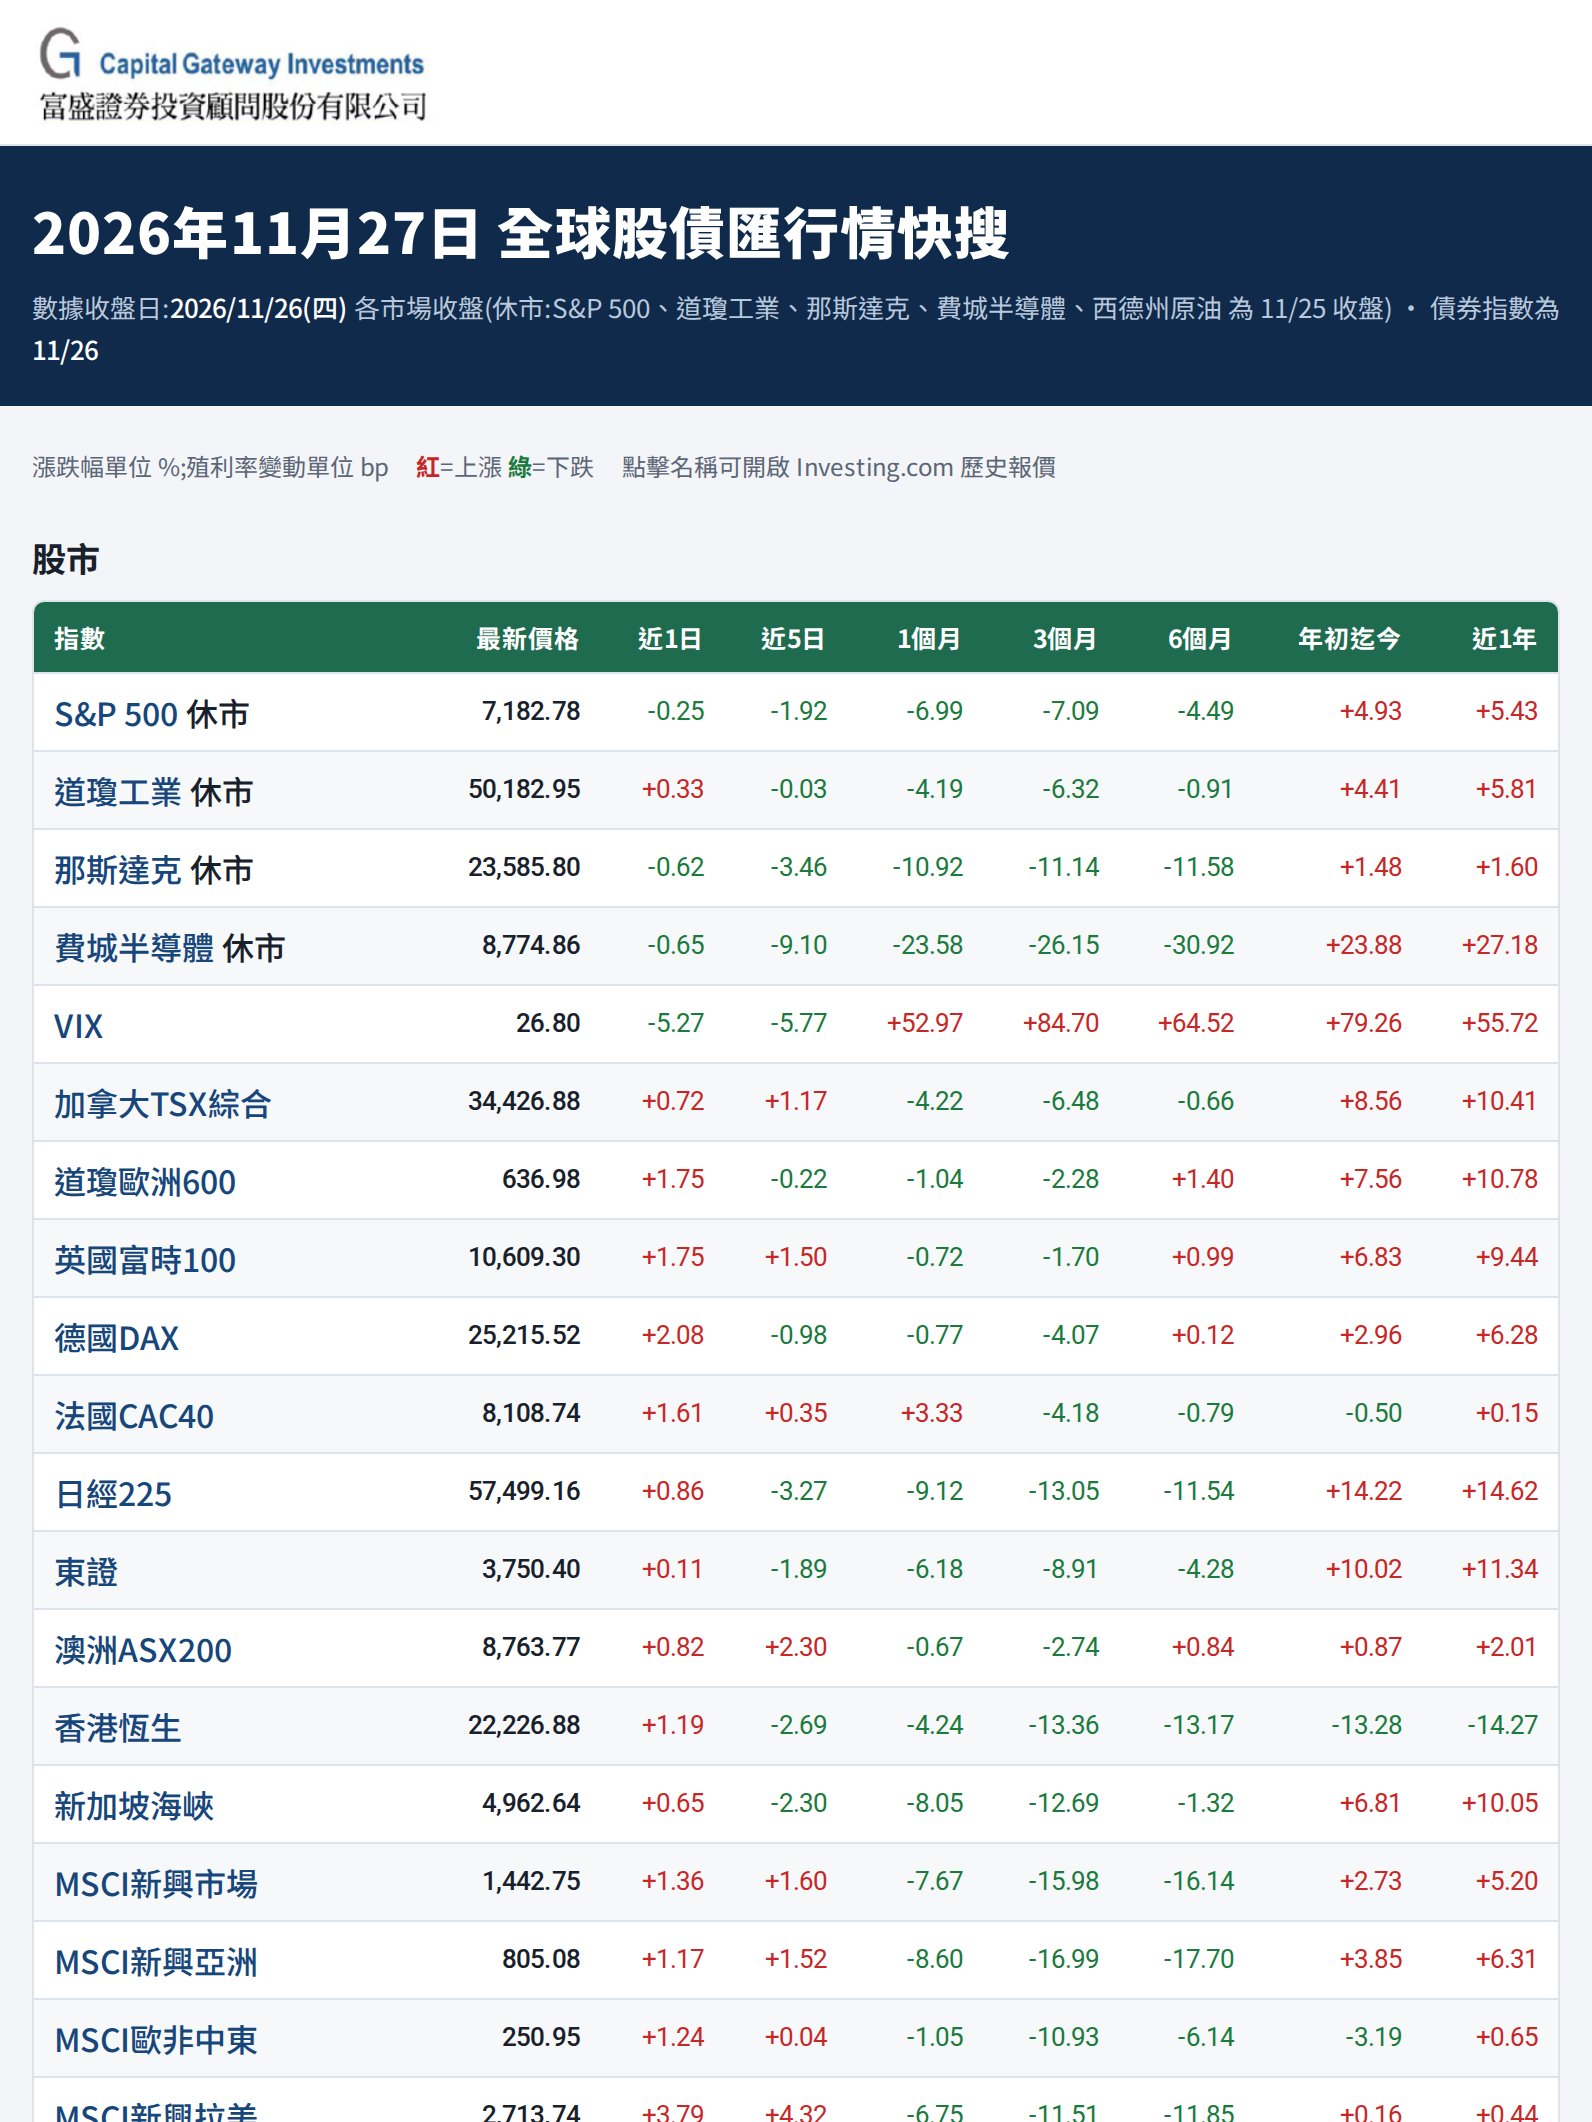 Capital Gateway Investments
富盛證券投資顧問股份有限公司
2026年11月27日 全球股債匯行情快搜
數據收盤日:2026/11/26(四) 各市場收盤(休市:S&P 500、道瓊工業、那斯達克、費城半導體、西德州原油 為 11/25 收盤) · 債券指數為
11/26
漲跌幅單位 %;殖利率變動單位 bp 紅=上漲 綠=下跌 點擊名稱可開啟 Investing.com 歷史報價
股市
指數 最新價格 近1日 近5日 1個月 3個月 6個月 年初迄今 近1年
S&P 500 休市 7,182.78 -0.25 -1.92 -6.99 -7.09 -4.49 +4.93 +5.43
道瓊工業 休市 50,182.95 +0.33 -0.03 -4.19 -6.32 -0.91 +4.41 +5.81
那斯達克 休市 23,585.80 -0.62 -3.46 -10.92 -11.14 -11.58 +1.48 +1.60
費城半導體 休市 8,774.86 -0.65 -9.10 -23.58 -26.15 -30.92 +23.88 +27.18
VIX 26.80 -5.27 -5.77 +52.97 +84.70 +64.52 +79.26 +55.72
加拿大TSX綜合 34,426.88 +0.72 +1.17 -4.22 -6.48 -0.66 +8.56 +10.41
道瓊歐洲600 636.98 +1.75 -0.22 -1.04 -2.28 +1.40 +7.56 +10.78
英國富時100 10,609.30 +1.75 +1.50 -0.72 -1.70 +0.99 +6.83 +9.44
德國DAX 25,215.52 +2.08 -0.98 -0.77 -4.07 +0.12 +2.96 +6.28
法國CAC40 8,108.74 +1.61 +0.35 +3.33 -4.18 -0.79 -0.50 +0.15
日經225 57,499.16 +0.86 -3.27 -9.12 -13.05 -11.54 +14.22 +14.62
東證 3,750.40 +0.11 -1.89 -6.18 -8.91 -4.28 +10.02 +11.34
澳洲ASX200 8,763.77 +0.82 +2.30 -0.67 -2.74 +0.84 +0.87 +2.01
香港恆生 22,226.88 +1.19 -2.69 -4.24 -13.36 -13.17 -13.28 -14.27
新加坡海峽 4,962.64 +0.65 -2.30 -8.05 -12.69 -1.32 +6.81 +10.05
MSCI新興市場 1,442.75 +1.36 +1.60 -7.67 -15.98 -16.14 +2.73 +5.20
MSCI新興亞洲 805.08 +1.17 +1.52 -8.60 -16.99 -17.70 +3.85 +6.31
MSCI歐非中東 250.95 +1.24 +0.04 -1.05 -10.93 -6.14 -3.19 +0.65
MSCI新興拉美 2,713.74 +3.79 +4.32 -6.75 -11.51 -11.85 +0.16 +0.44